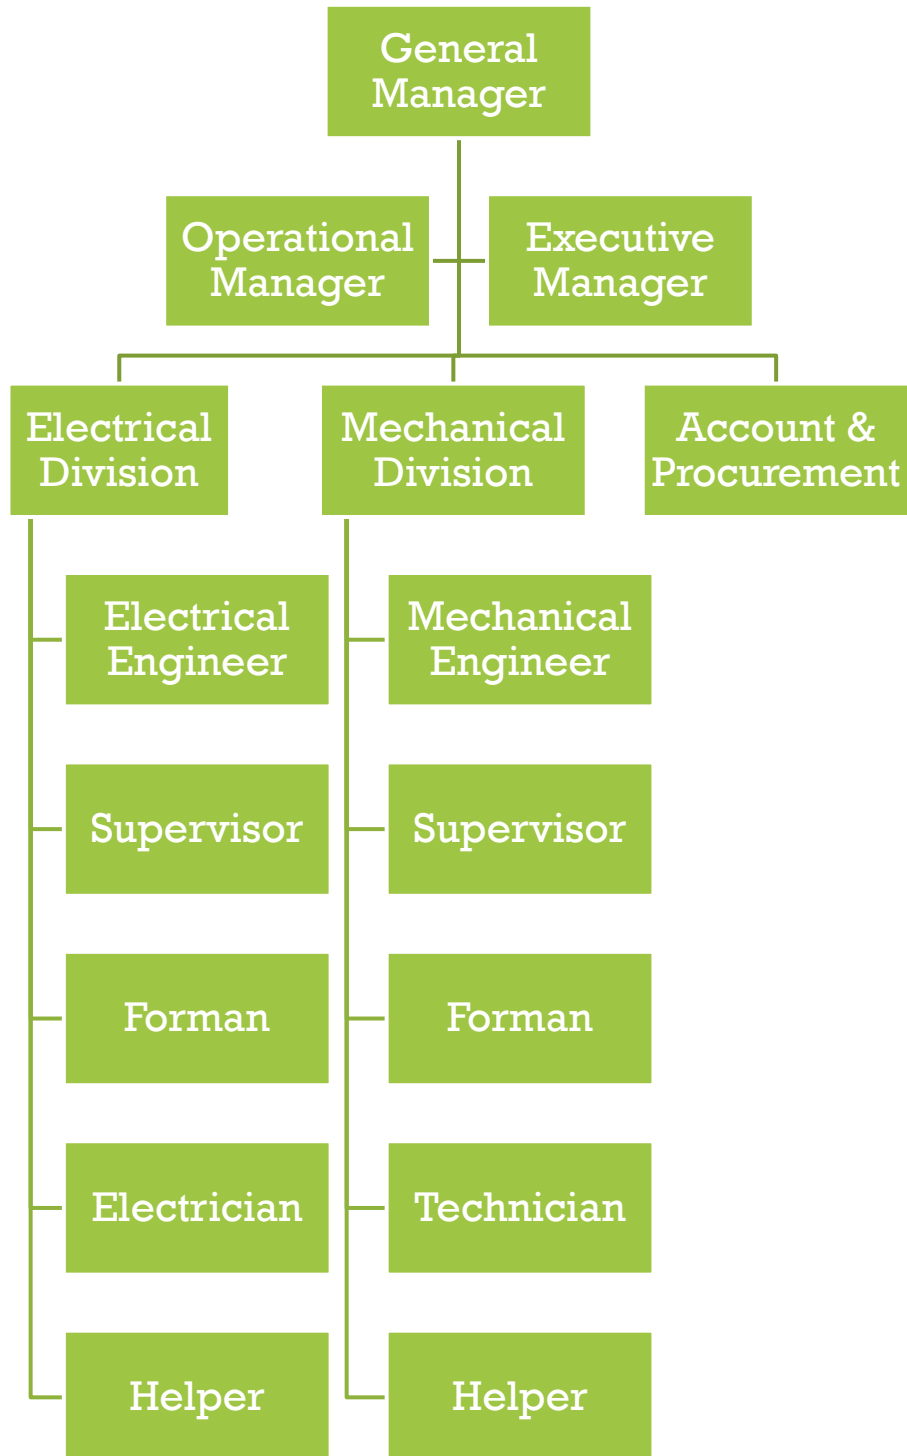 General
Manager
Operational
Manager
Executive
Manager
Electrical
Division
Mechanical
Division
Account &
Procurement
Electrical
Engineer
Mechanical
Engineer
Supervisor
Supervisor
Forman
Forman
Electrician
Technician
Helper
Helper